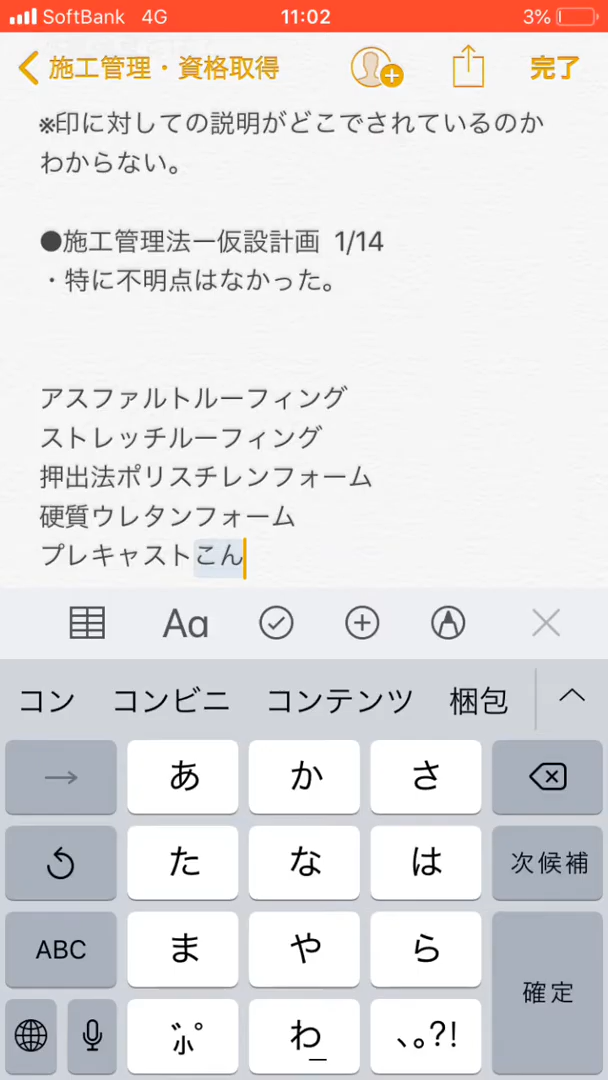 SoftBank 4G 11:02 3%
施工管理・資格取得 完了
※印に対しての説明がどこでされているのか
わからない。
●施工管理法ー仮設計画 1/14
・特に不明点はなかった。
アスファルトルーフィング
ストレッチルーフィング
押出法ポリスチレンフォーム
硬質ウレタンフォーム
プレキャストこん
Aa
コン コンビニ コンテンツ 梱包
→ あ か さ
た な は 次候補
ABC ま や ら 確定
小゛゜ わ_ 、。?!